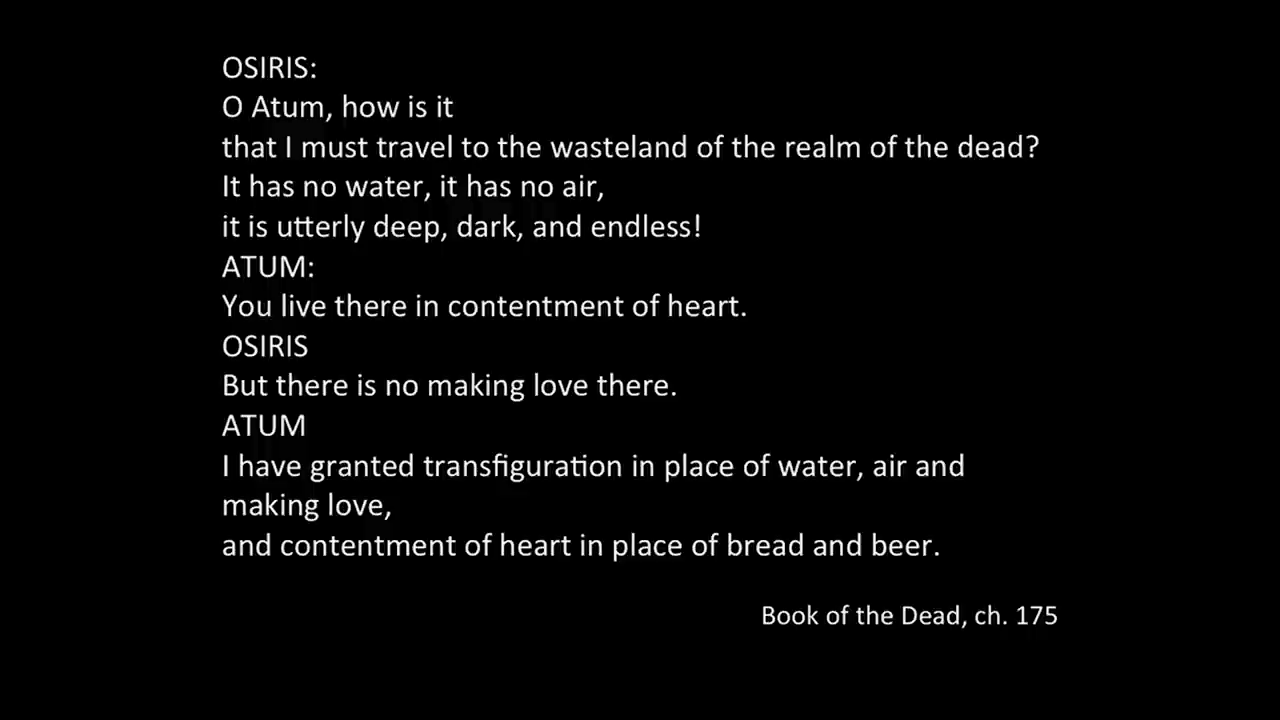 OSIRIS:
O Atum, how is it
that I must travel to the wasteland of the realm of the dead?
It has no water, it has no air,
it is utterly deep, dark, and endless!
ATUM:
You live there in contentment of heart.
OSIRIS
But there is no making love there.
ATUM
I have granted transfiguration in place of water, air and
making love,
and contentment of heart in place of bread and beer.
Book of the Dead, ch. 175